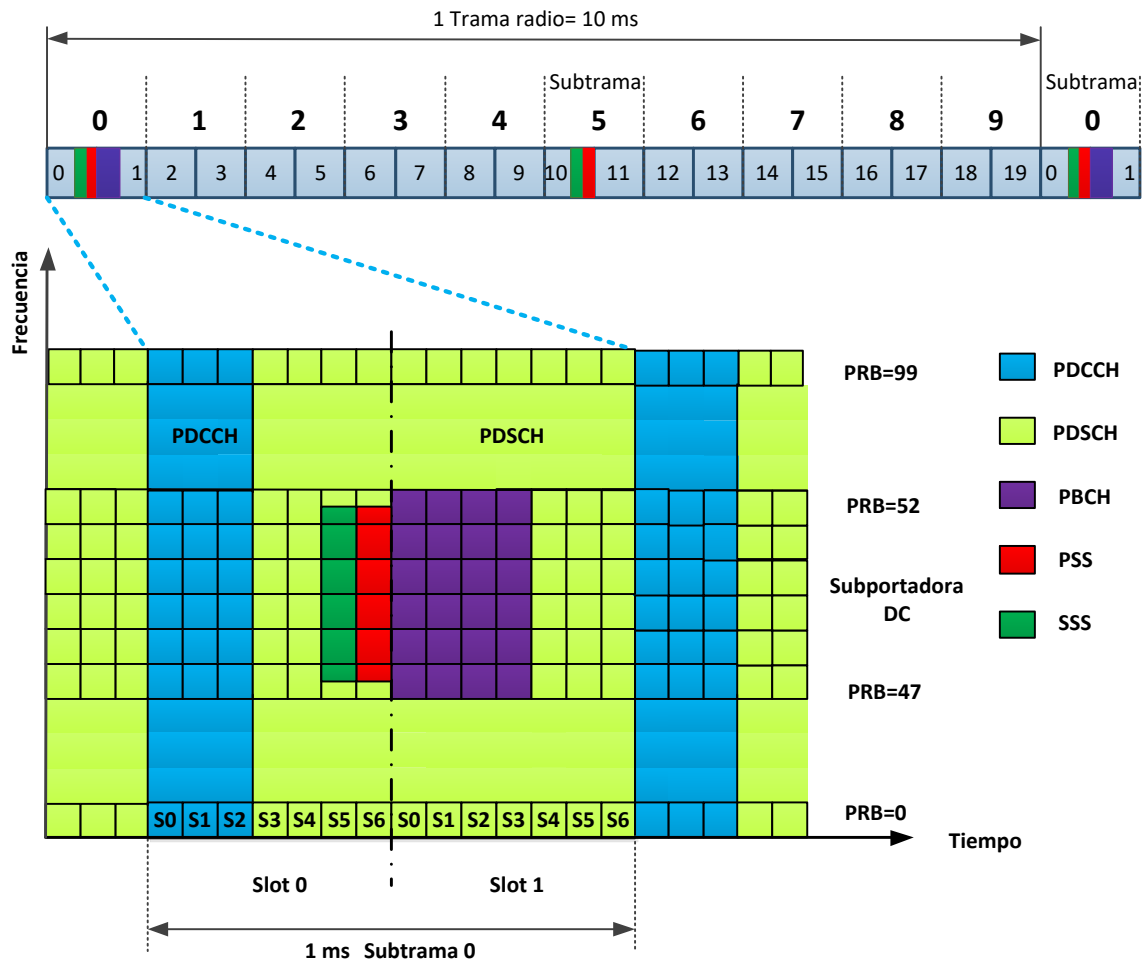 1 Trama radio= 10 ms
Subtrama Subtrama
0 1 2 3 4 5 6 7 8 9 0
0 1 2 3 4 5 6 7 8 9 10 11 12 13 14 15 16 17 18 19 0 1
Frecuencia
PRB=99
PDCCH
PDCCH PDSCH
PDSCH
PRB=52
PBCH
PSS
Subportadora
DC
SSS
PRB=47
S0 S1 S2 S3 S4 S5 S6 S0 S1 S2 S3 S4 S5 S6
PRB=0
Tiempo
Slot 0 Slot 1
1 ms Subtrama 0